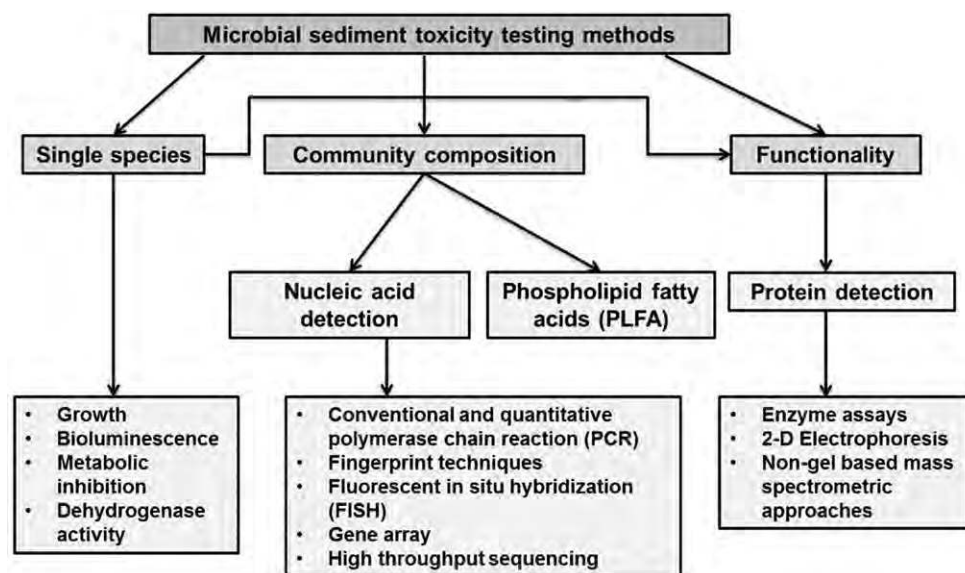 Microbial sediment toxicity testing methods
Single species
Community composition
Functionality
Nucleic acid
detection
Phospholipid fatty
acids (PLFA)
Protein detection
• Growth
• Bioluminescence
• Metabolic
inhibition
• Dehydrogenase
activity
• Conventional and quantitative
polymerase chain reaction (PCR)
• Fingerprint techniques
• Fluorescent in situ hybridization
(FISH)
• Gene array
• High throughput sequencing
• Enzyme assays
• 2-D Electrophoresis
• Non-gel based mass
spectrometric
approaches